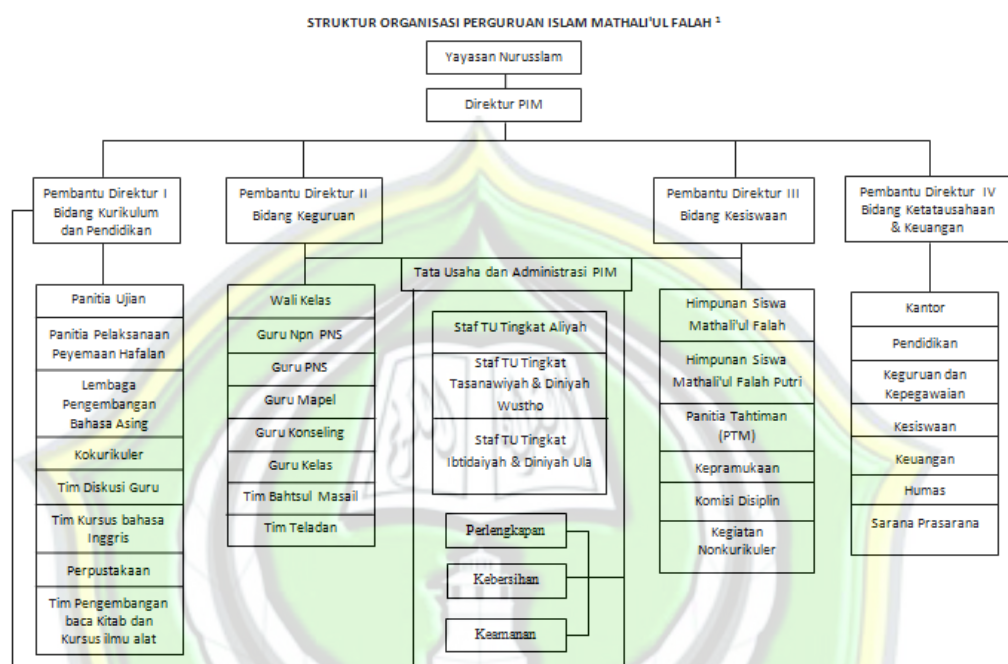 STRUKTUR ORGANISASI PERGURUAN ISLAM MATHALI'UL FALAH ¹
Yayasan Nurusslam
Direktur PIM
Pembantu Direktur I
Bidang Kurikulum
dan Pendidikan
Pembantu Direktur II
Bidang Keguruan
Pembantu Direktur III
Bidang Kesiswaan
Pembantu Direktur IV
Bidang Ketatausahaan
& Keuangan
Panitia Ujian
Panitia Pelaksanaan
Peyemaan Hafalan
Lembaga
Pengembangan
Bahasa Asing
Kokurikuler
Tim Diskusi Guru
Tim Kursus bahasa
Inggris
Perpustakaan
Tim Pengembangan
baca Kitab dan
Kursus ilmu alat
Wali Kelas
Guru Npn PNS
Guru PNS
Guru Mapel
Guru Konseling
Guru Kelas
Tim Bahtsul Masail
Tim Teladan
Tata Usaha dan Administrasi PIM
Staf TU Tingkat Aliyah
Staf TU Tingkat
Tasanawiyah & Diniyah
Wustho
Staf TU Tingkat
Ibtidaiyah & Diniyah Ula
Perlengkapan
Kebersihan
Keamanan
Himpunan Siswa
Mathali'ul Falah
Himpunan Siswa
Mathali'ul Falah Putri
Panitia Tahtiman
(PTM)
Kepramukaan
Komisi Disiplin
Kegiatan
Nonkurikuler
Kantor
Pendidikan
Keguruan dan
Kepegawaian
Kesiswaan
Keuangan
Humas
Sarana Prasarana